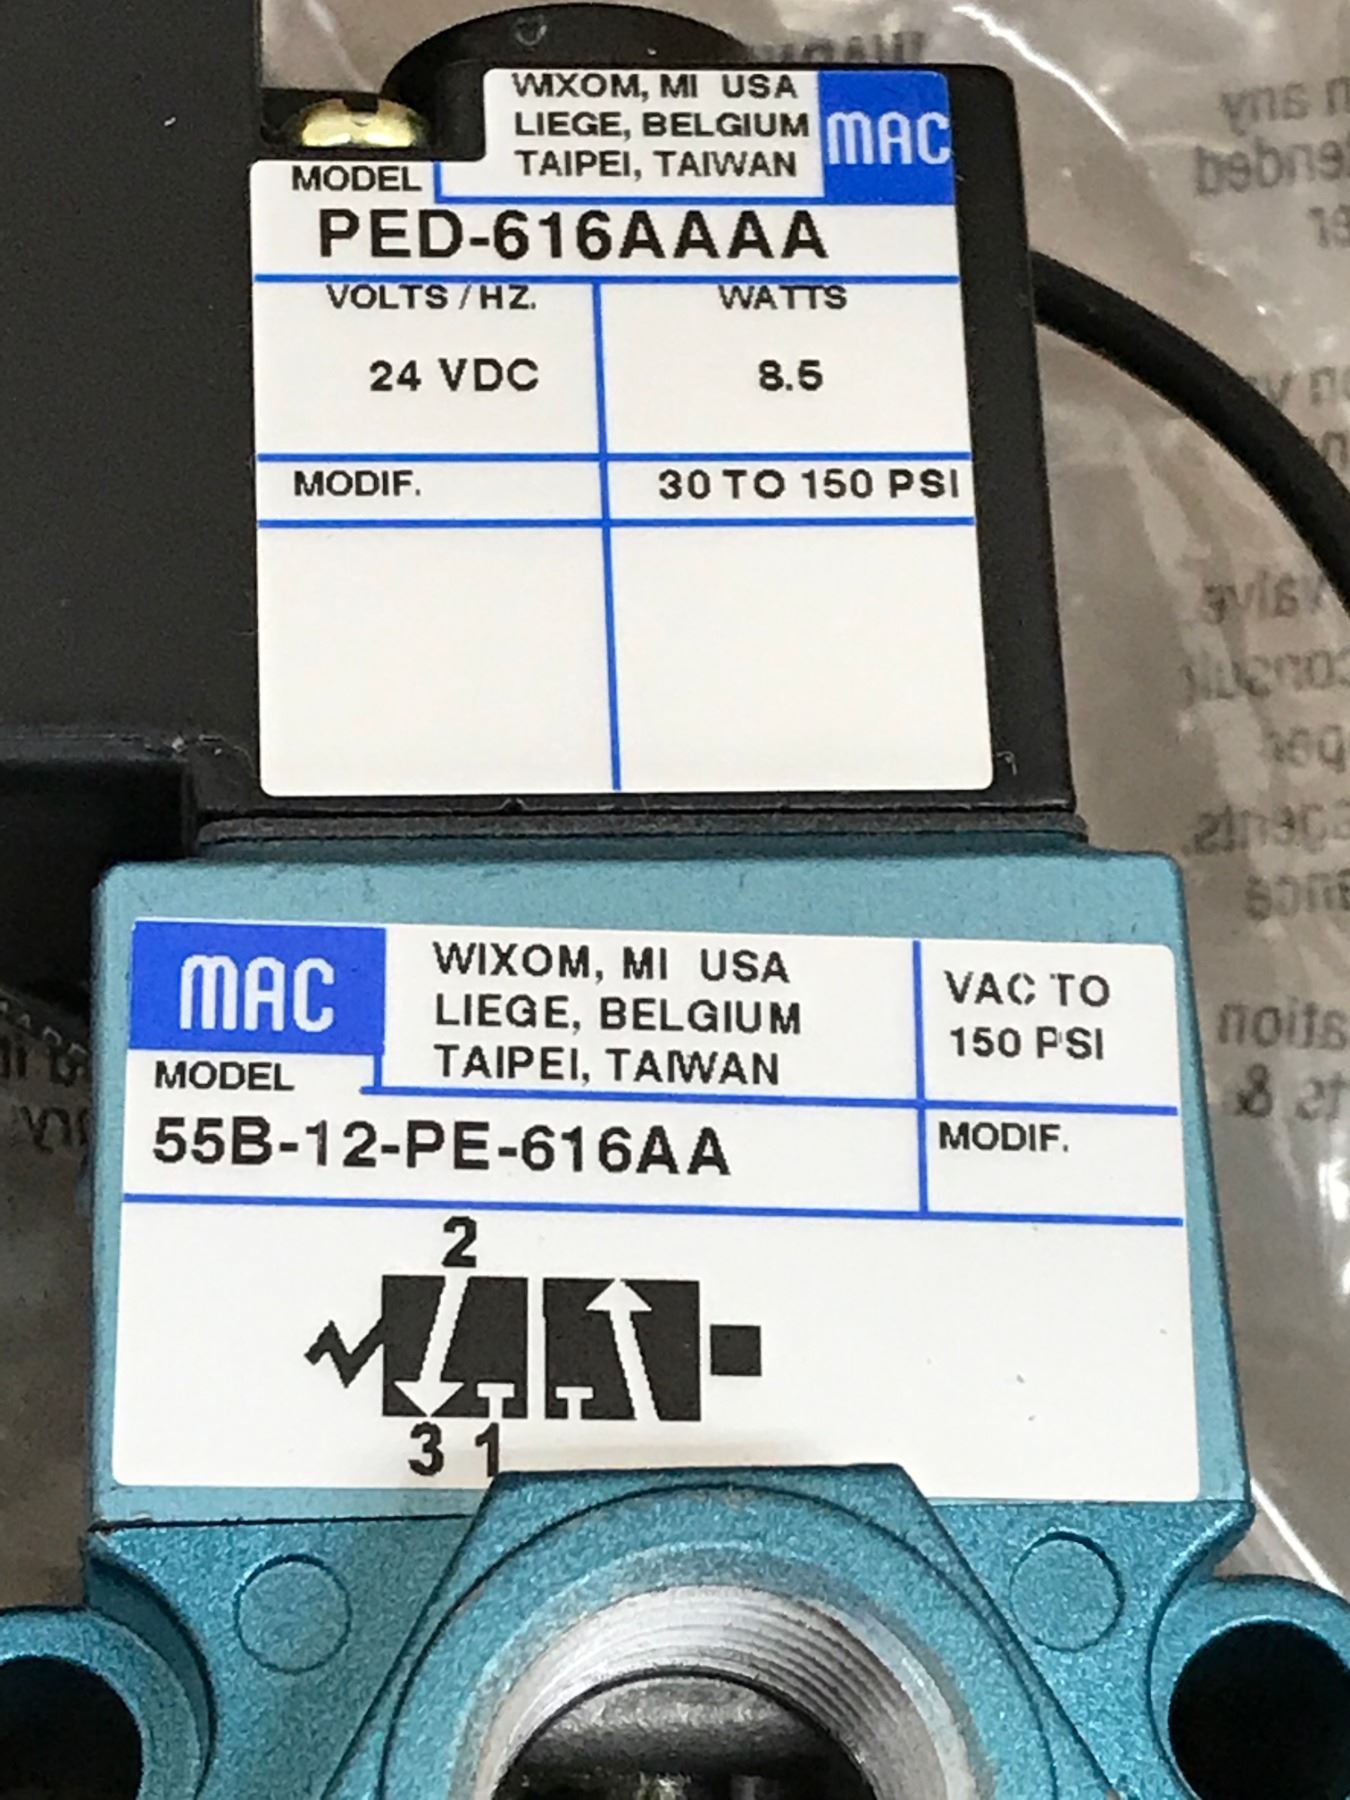 WIXOM, MI USA
LIEGE, BELGIUM
TAIPEI, TAIWAN
MAC
MODEL
PED-616AAAA
VOLTS / HZ.
WATTS
24 VDC
8.5
MODIF.
30 TO 150 PSI
MAC
WIXOM, MI USA
LIEGE, BELGIUM
TAIPEI, TAIWAN
VAC TO
150 PSI
MODEL
55B-12-PE-616AA
MODIF.
2
3 1